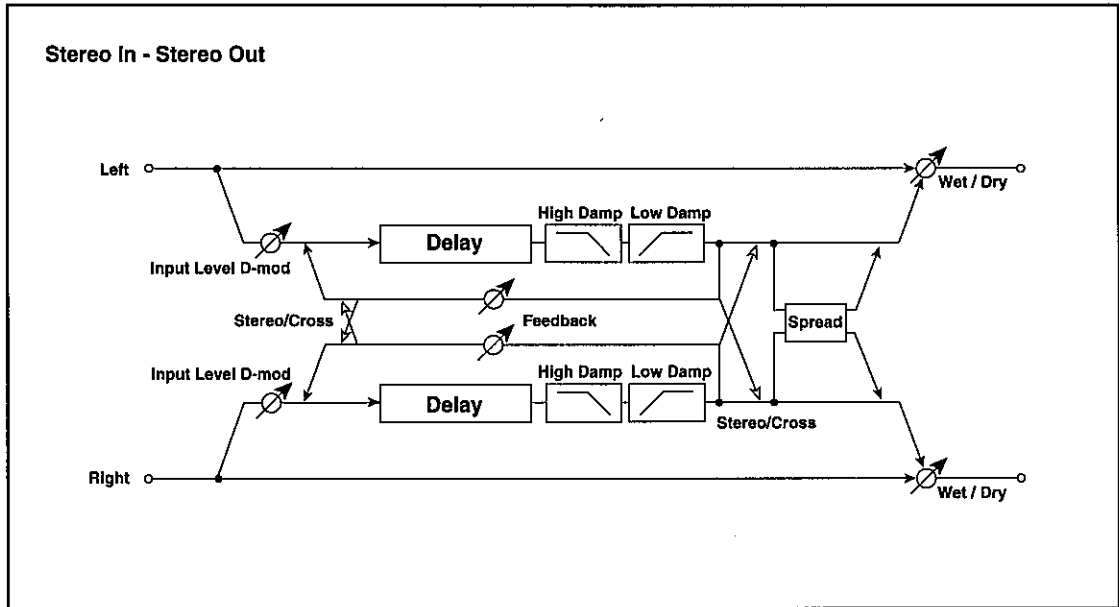 Stereo In - Stereo Out
Left
Wet / Dry
High Damp Low Damp
Delay
Input Level D-mod
Stereo/Cross
Feedback
Spread
Input Level D-mod
High Damp Low Damp
Delay
Stereo/Cross
Right
Wet / Dry